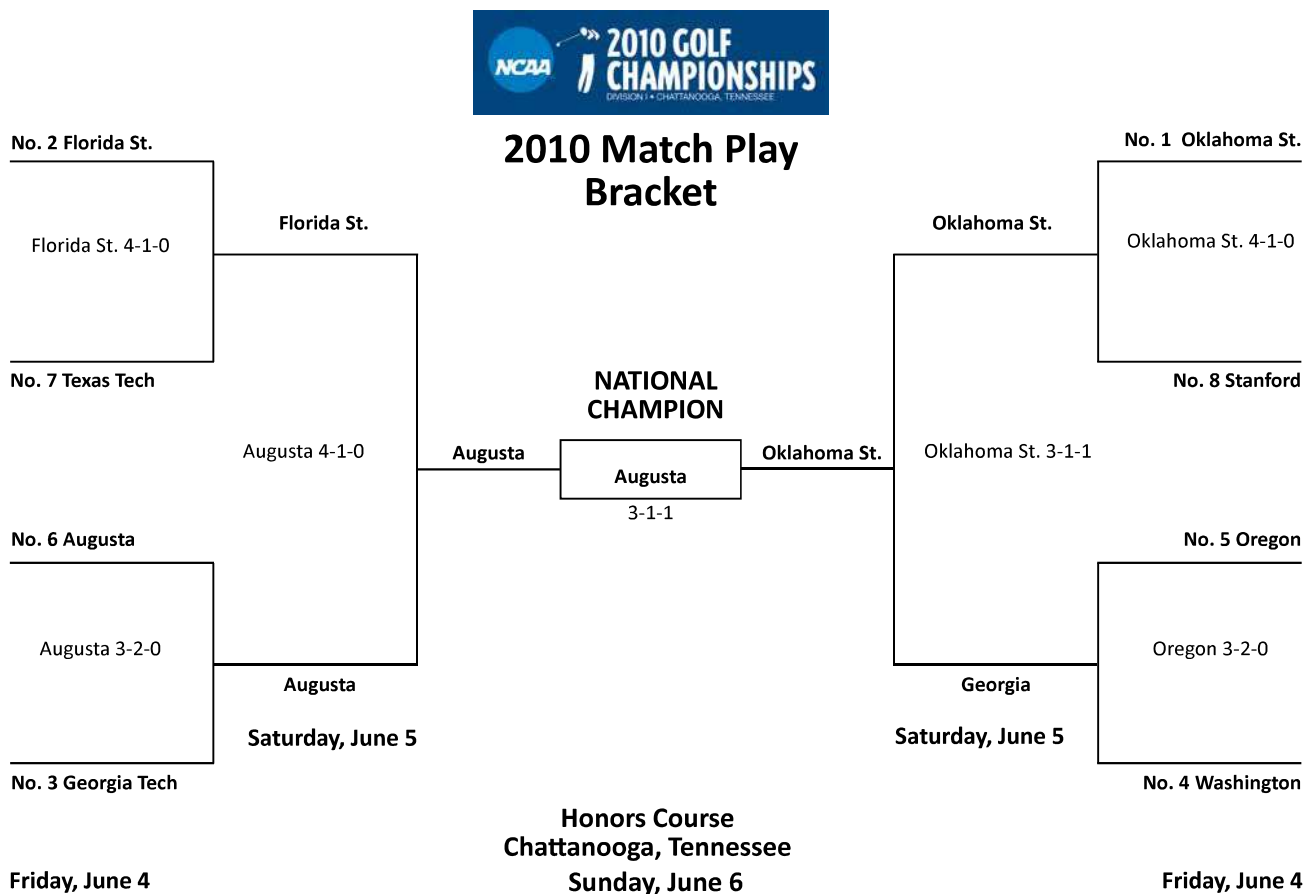 NCAA
2010 GOLF
CHAMPIONSHIPS
DIVISION I • CHATTANOOGA, TENNESSEE
2010 Match Play
Bracket
No. 2 Florida St.
No. 1 Oklahoma St.
Florida St.
Oklahoma St.
Florida St. 4-1-0
Oklahoma St. 4-1-0
No. 7 Texas Tech
NATIONAL
CHAMPION
No. 8 Stanford
Augusta 4-1-0
Augusta
Augusta
3-1-1
Oklahoma St.
Oklahoma St. 3-1-1
No. 6 Augusta
No. 5 Oregon
Augusta 3-2-0
Oregon 3-2-0
Augusta
Georgia
Saturday, June 5
Saturday, June 5
No. 3 Georgia Tech
No. 4 Washington
Honors Course
Chattanooga, Tennessee
Friday, June 4
Sunday, June 6
Friday, June 4